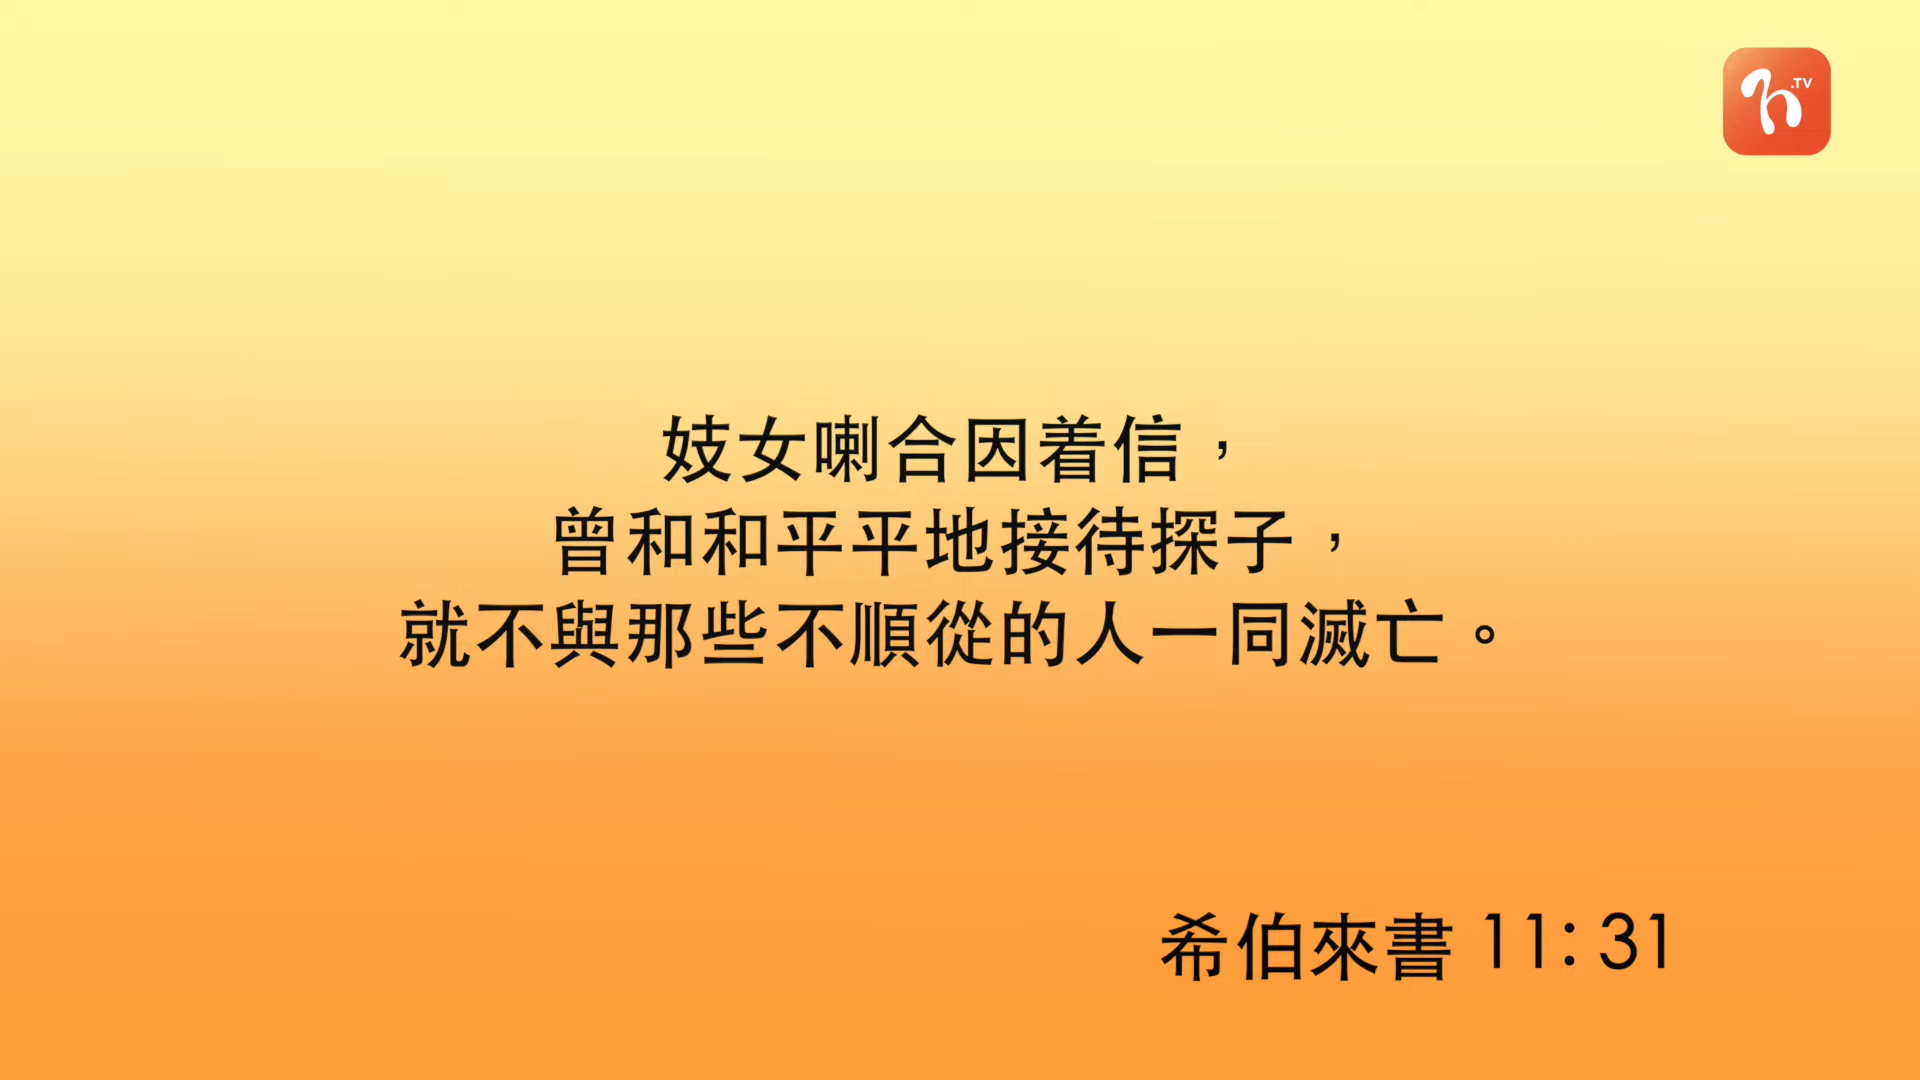 .TV
妓女喇合因着信，
曾和和平平地接待探子，
就不與那些不順從的人一同滅亡。
希伯來書 11:31